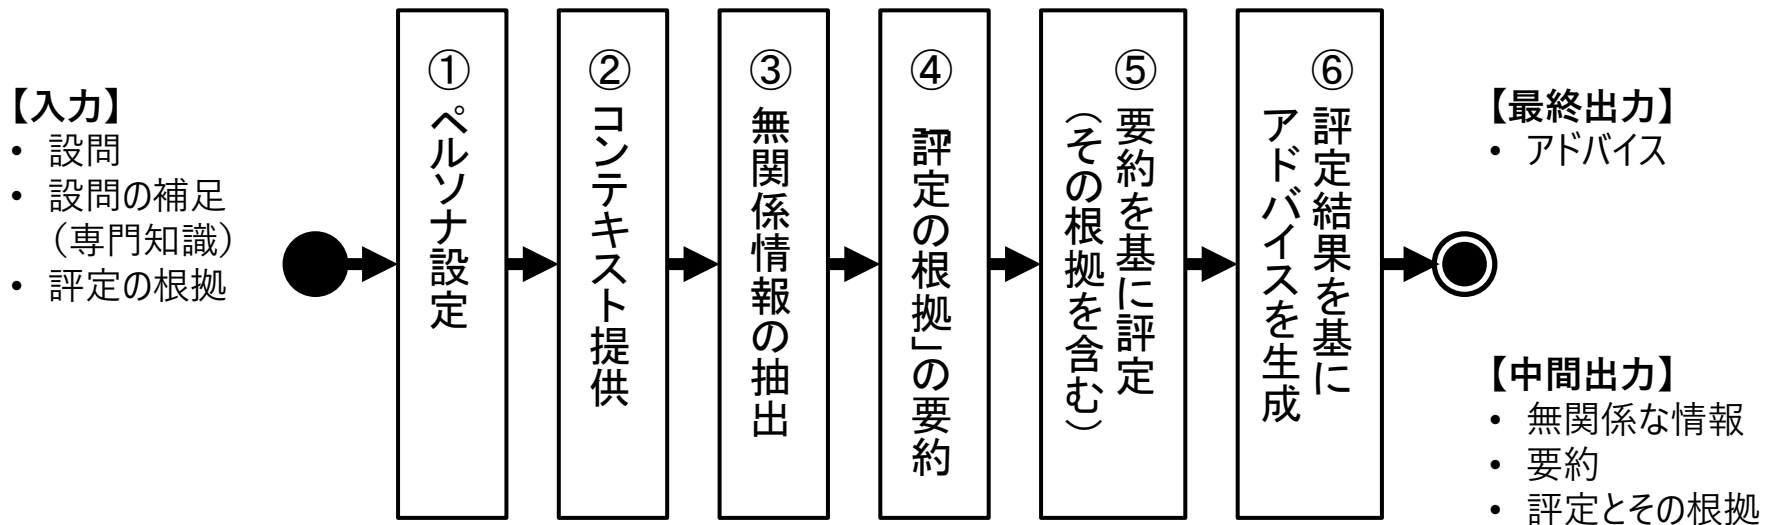 【入力】
• 設問
• 設問の補足
（専門知識）
• 評定の根拠
① ペルソナ設定
② コンテキスト提供
③ 無関係情報の抽出
④ 「評定の根拠」の要約
⑤ 要約を基に評定
（その根拠を含む）
⑥ 評定結果を基に
アドバイスを生成
【最終出力】
• アドバイス
【中間出力】
• 無関係な情報
• 要約
• 評定とその根拠